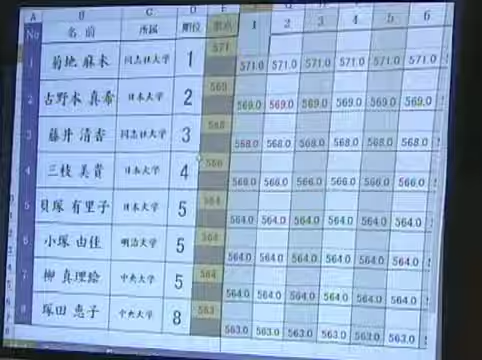 A B C D E
No 名前 所属 順位 1 2 3 4 5 6
1 菊地 麻未 同志社大学 1 571 571.0 571.0 571.0 571.0 571.0 571.0
2 古野本 真希 日本大学 2 569 569.0 569.0 569.0 569.0 569.0 569.0
3 藤井 清香 同志社大学 3 568 568.0 568.0 568.0 568.0 568.0 568.0
4 三枝 美貴 日本大学 4 566 566.0 566.0 566.0 566.0 566.0 566.0
5 貝塚 有里子 日本大学 5 564 564.0 564.0 564.0 564.0 564.0 564.0
6 小塚 由佳 明治大学 5 564 564.0 564.0 564.0 564.0 564.0 564.0
7 柳 真理絵 中央大学 5 564 564.0 564.0 564.0 564.0 564.0 564.0
8 塚田 恵子 中央大学 8 563 563.0 563.0 563.0 563.0 563.0 563.0